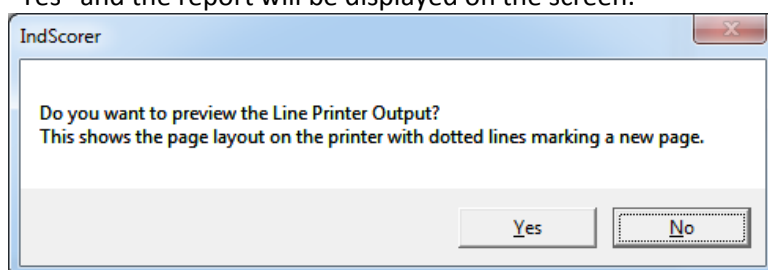 "Yes" and the report will be displayed on the screen.
IndScorer
X
Do you want to preview the Line Printer Output?
This shows the page layout on the printer with dotted lines marking a new page.
Yes
No